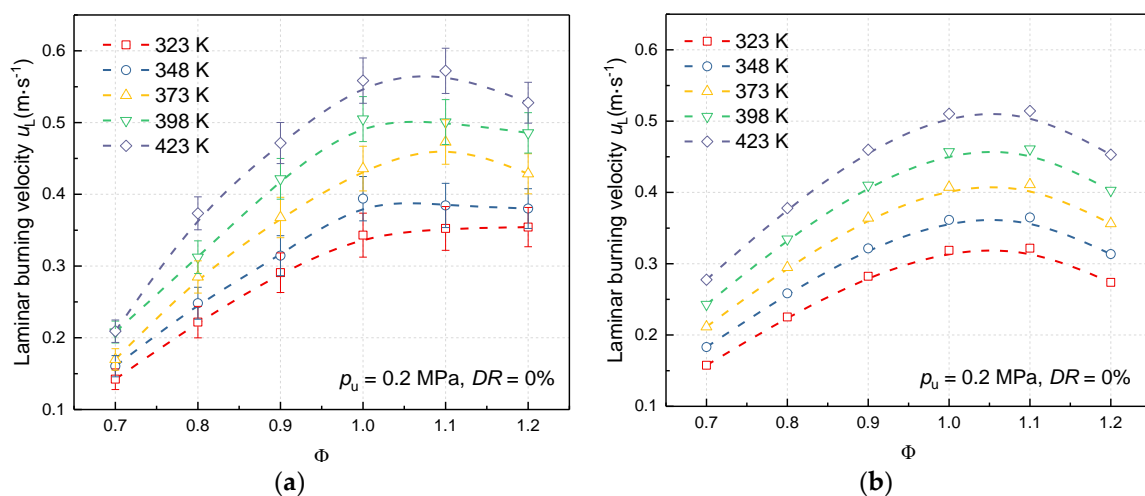 323 K
348 K
373 K
398 K
423 K
Laminar burning velocity uL(m·s-1)
0.6
0.5
0.4
0.3
0.2
0.1
pu = 0.2 MPa, DR = 0%
0.7 0.8 0.9 1.0 1.1 1.2
Φ
(a)
323 K
348 K
373 K
398 K
423 K
Laminar burning velocity uL(m·s-1)
0.6
0.5
0.4
0.3
0.2
0.1
pu = 0.2 MPa, DR = 0%
0.7 0.8 0.9 1.0 1.1 1.2
Φ
(b)